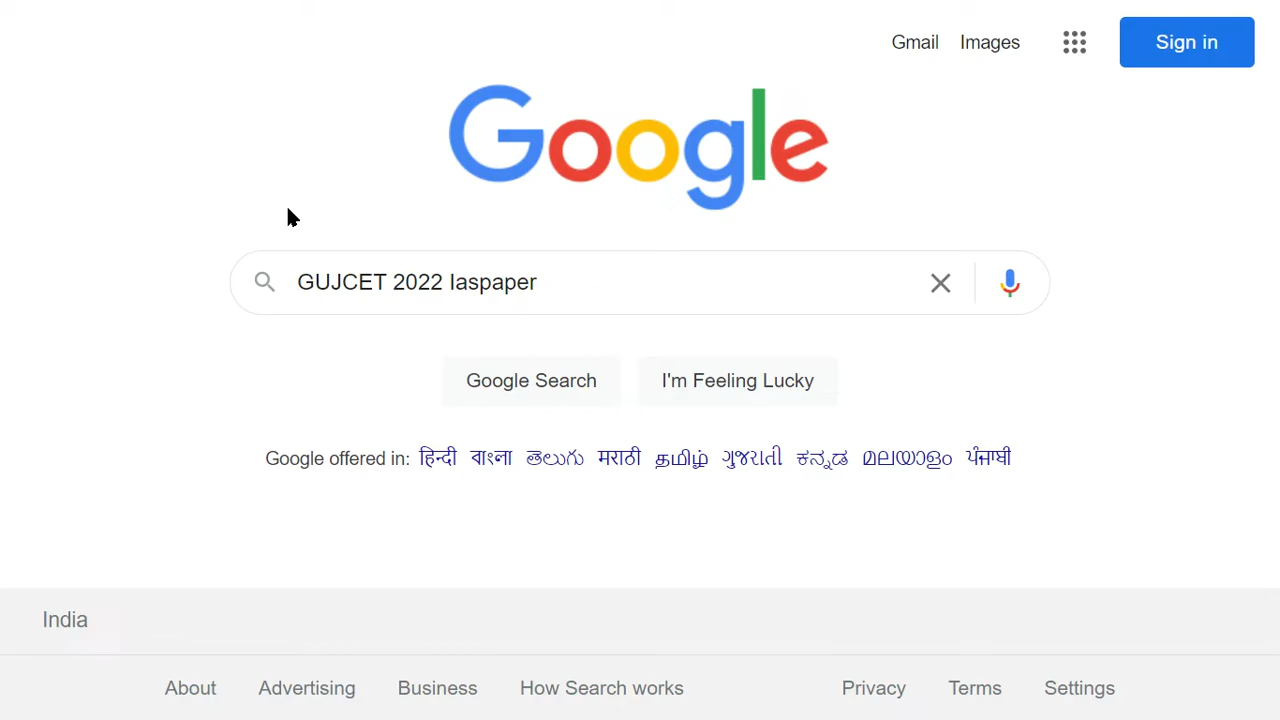 Gmail Images Sign in
Google
GUJCET 2022 Iaspaper
Google Search I'm Feeling Lucky
Google offered in: हिन्दी বাংলা తెలుగు मराठी தமிழ் ગુજરાતી ಕನ್ನಡ മലയാളം ਪੰਜਾਬੀ
India
About Advertising Business How Search works Privacy Terms Settings